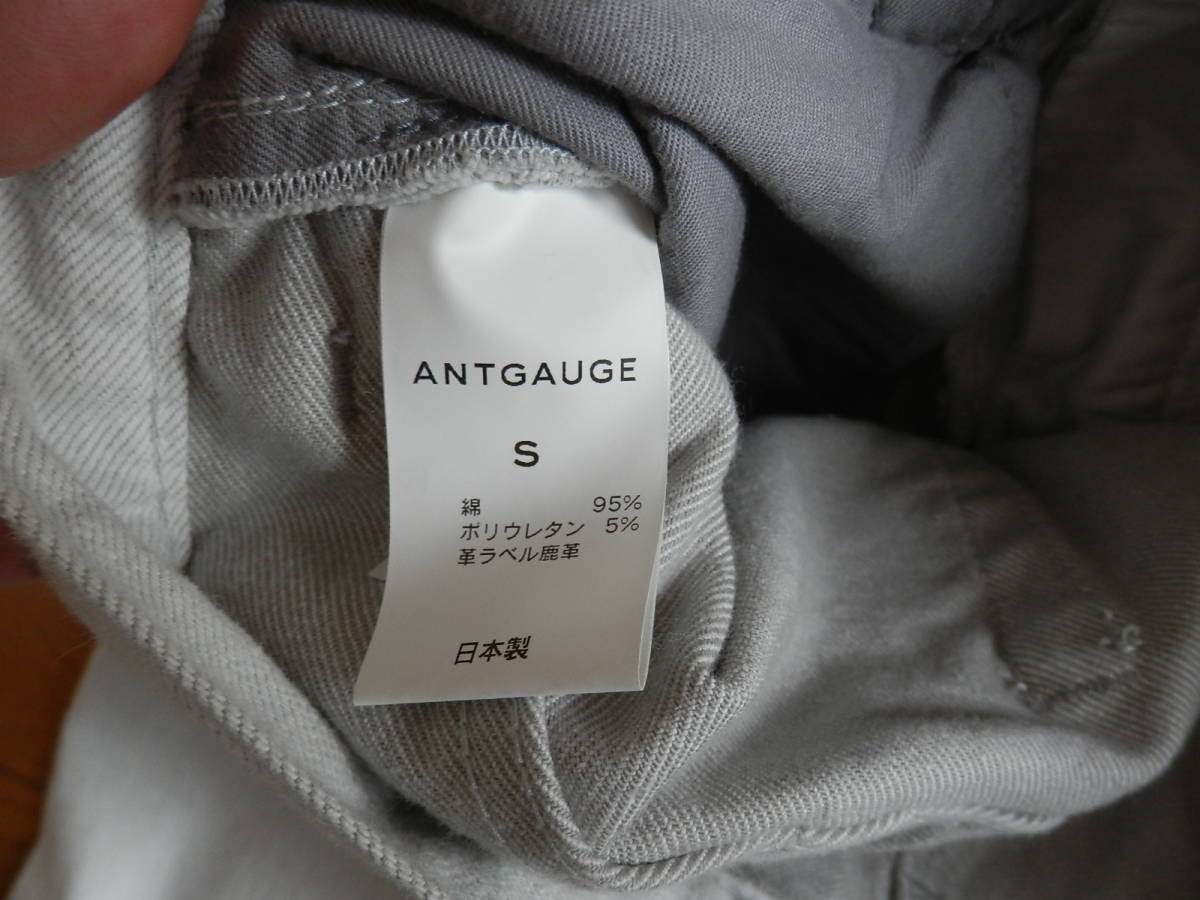 ANTGAUGE
S
綿 95%
ポリウレタン 5%
革ラベル鹿革
日本製